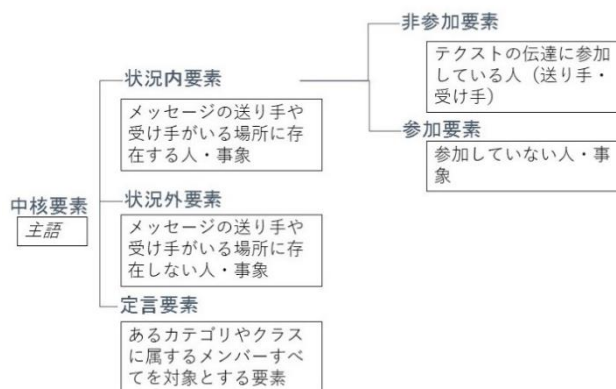 非参加要素
テクストの伝達に参加
している人（送り手・
受け手）
状況内要素
メッセージの送り手や
受け手がいる場所に存
在する人・事象
参加要素
参加していない人・事
象
中核要素
主語
状況外要素
メッセージの送り手や
受け手がいる場所に存
在しない人・事象
定言要素
あるカテゴリやクラス
に属するメンバーすべ
てを対象とする要素